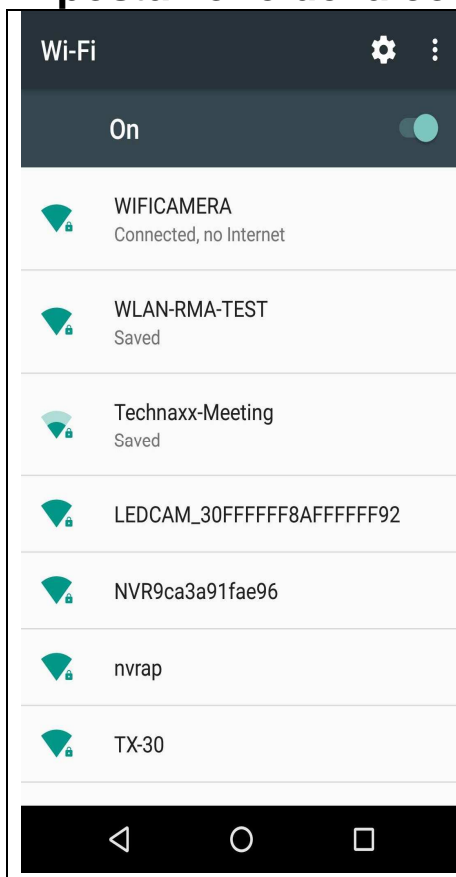 Wi-Fi
On
WIFICAMERA
Connected, no Internet
WLAN-RMA-TEST
Saved
Technaxx-Meeting
Saved
LEDCAM_30FFFFFF8AFFFFFF92
NVR9ca3a91fae96
nvrap
TX-30